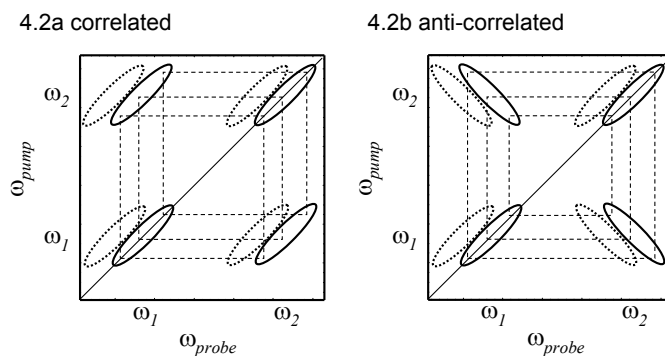 4.2a correlated
4.2b anti-correlated
ω2
ω2
ωpump
ωpump
ω1
ω1
ω1
ω2
ω1
ω2
ωprobe
ωprobe